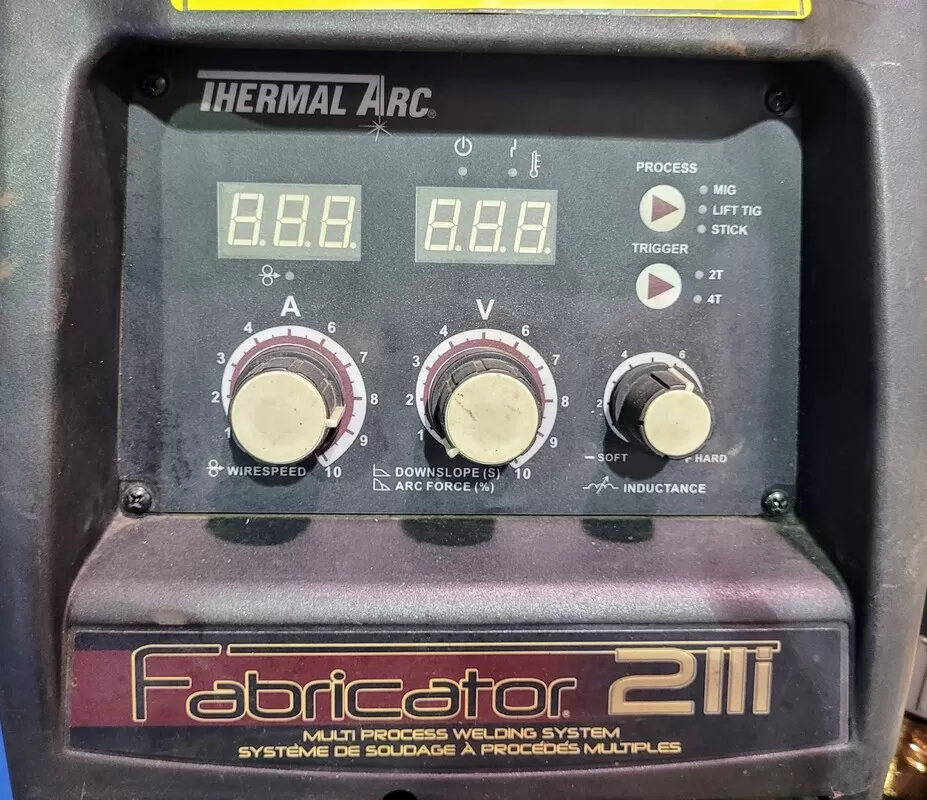 THERMAL ARC®
PROCESS
MIG
LIFT TIG
STICK
TRIGGER
2T
4T
8.8.8.
8.8.8.
A
1 2 3 4 6 7 8 9 10
WIRESPEED
V
1 2 3 4 6 7 8 9 10
DOWNSLOPE (S)
ARC FORCE (%)
2 4 6
– SOFT
HARD
INDUCTANCE
Fabricator® 211i
MULTI PROCESS WELDING SYSTEM
SYSTÈME DE SOUDAGE À PROCÉDÉS MULTIPLES